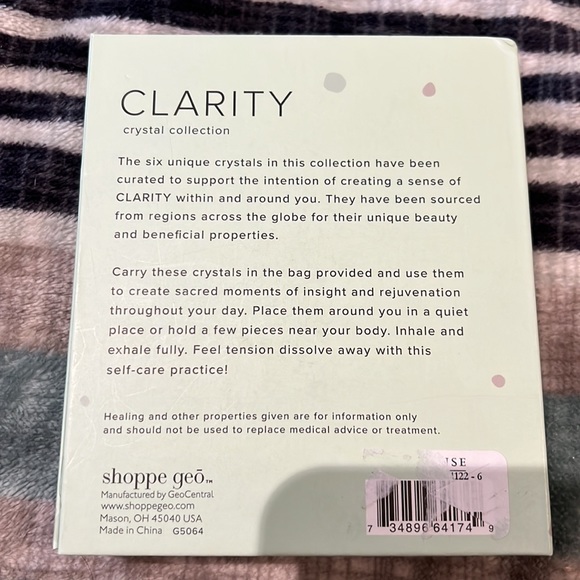 CLARITY
crystal collection
The six unique crystals in this collection have been
curated to support the intention of creating a sense of
CLARITY within and around you. They have been sourced
from regions across the globe for their unique beauty
and beneficial properties.
Carry these crystals in the bag provided and use them
to create sacred moments of insight and rejuvenation
throughout your day. Place them around you in a quiet
place or hold a few pieces near your body. Inhale and
exhale fully. Feel tension dissolve away with this
self-care practice!
Healing and other properties given are for information only
and should not be used to replace medical advice or treatment.
shoppe geō™
Manufactured by GeoCentral
www.shoppegeo.com
Mason, OH 45040 USA
Made in China G5064
ISE
1122 - 6
7 34896 64174 9